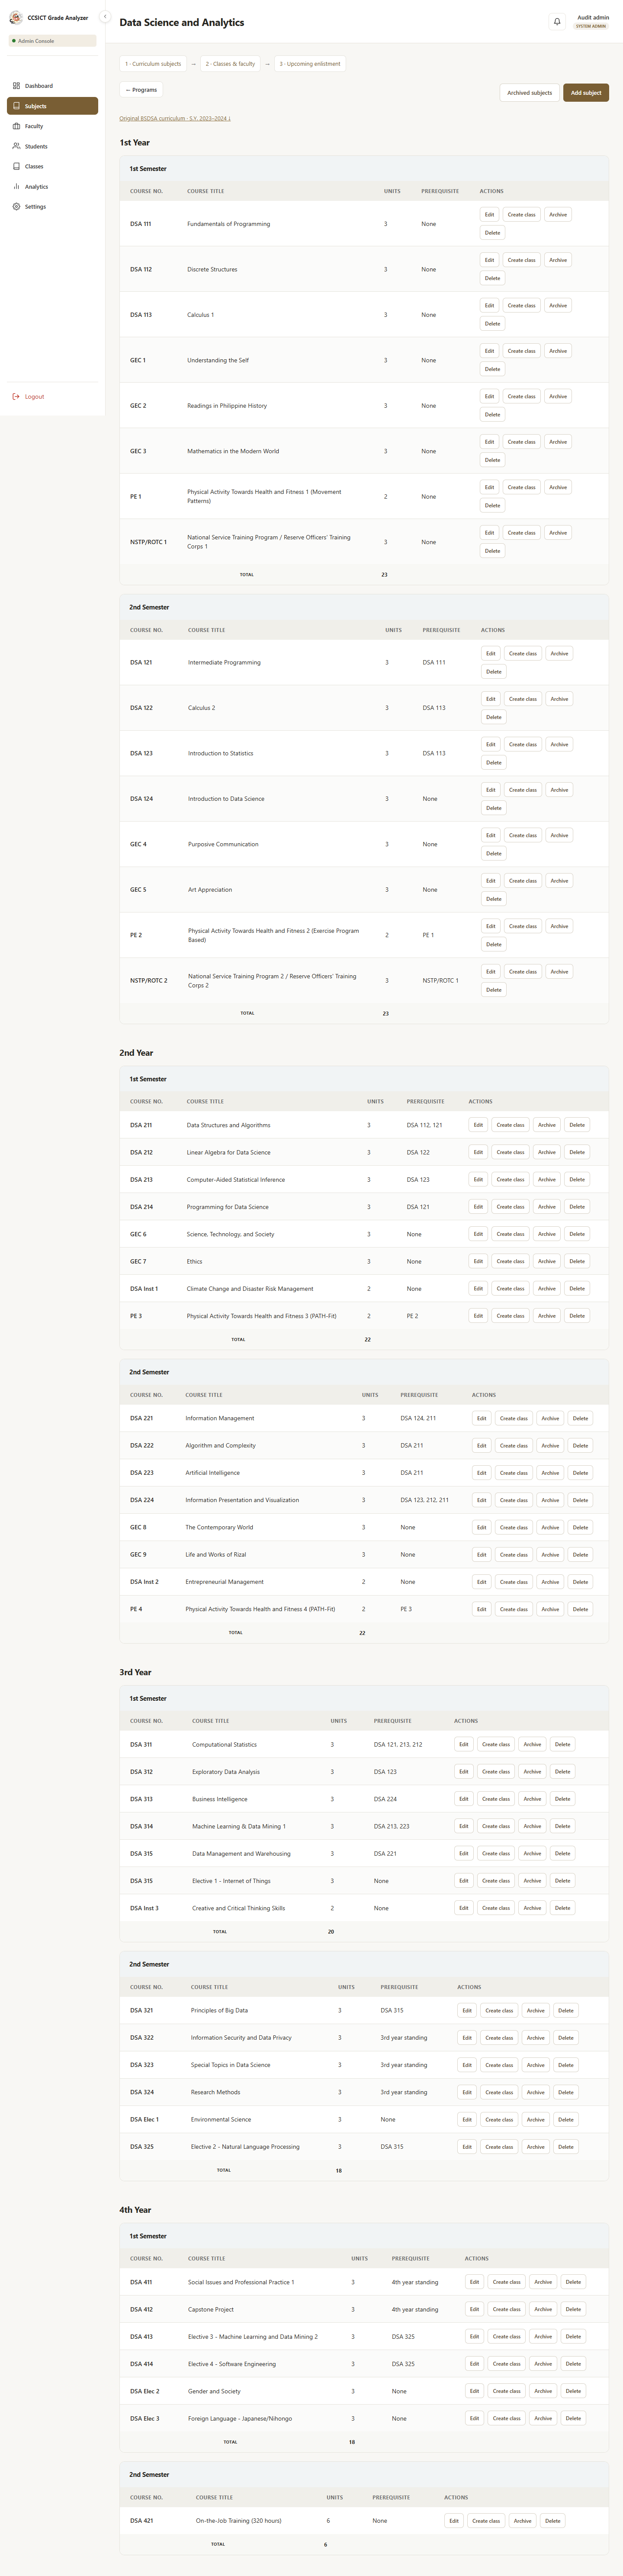 CCSICT Grade Analyzer
Admin Console
Dashboard
Subjects
Faculty
Students
Classes
Analytics
Settings
Logout
Data Science and Analytics
Audit admin
SYSTEM ADMIN
1 · Curriculum subjects → 2 · Classes & faculty → 3 · Upcoming enlistment
← Programs
Archived subjects
Add subject
Original BSDSA curriculum · S.Y. 2023–2024 ↓
1st Year
1st Semester
COURSE NO. COURSE TITLE UNITS PREREQUISITE ACTIONS
DSA 111 Fundamentals of Programming 3 None Edit Create class Archive
Delete
DSA 112 Discrete Structures 3 None Edit Create class Archive
Delete
DSA 113 Calculus 1 3 None Edit Create class Archive
Delete
GEC 1 Understanding the Self 3 None Edit Create class Archive
Delete
GEC 2 Readings in Philippine History 3 None Edit Create class Archive
Delete
GEC 3 Mathematics in the Modern World 3 None Edit Create class Archive
Delete
PE 1 Physical Activity Towards Health and Fitness 1 (Movement
Patterns) 2 None Edit Create class Archive
Delete
NSTP/ROTC 1 National Service Training Program / Reserve Officers' Training
Corps 1 3 None Edit Create class Archive
Delete
TOTAL 23
2nd Semester
COURSE NO. COURSE TITLE UNITS PREREQUISITE ACTIONS
DSA 121 Intermediate Programming 3 DSA 111 Edit Create class Archive
Delete
DSA 122 Calculus 2 3 DSA 113 Edit Create class Archive
Delete
DSA 123 Introduction to Statistics 3 DSA 113 Edit Create class Archive
Delete
DSA 124 Introduction to Data Science 3 None Edit Create class Archive
Delete
GEC 4 Purposive Communication 3 None Edit Create class Archive
Delete
GEC 5 Art Appreciation 3 None Edit Create class Archive
Delete
PE 2 Physical Activity Towards Health and Fitness 2 (Exercise Program
Based) 2 PE 1 Edit Create class Archive
Delete
NSTP/ROTC 2 National Service Training Program 2 / Reserve Officers' Training
Corps 2 3 NSTP/ROTC 1 Edit Create class Archive
Delete
TOTAL 23
2nd Year
1st Semester
COURSE NO. COURSE TITLE UNITS PREREQUISITE ACTIONS
DSA 211 Data Structures and Algorithms 3 DSA 112, 121 Edit Create class Archive Delete
DSA 212 Linear Algebra for Data Science 3 DSA 122 Edit Create class Archive Delete
DSA 213 Computer-Aided Statistical Inference 3 DSA 123 Edit Create class Archive Delete
DSA 214 Programming for Data Science 3 DSA 121 Edit Create class Archive Delete
GEC 6 Science, Technology, and Society 3 None Edit Create class Archive Delete
GEC 7 Ethics 3 None Edit Create class Archive Delete
DSA Inst 1 Climate Change and Disaster Risk Management 2 None Edit Create class Archive Delete
PE 3 Physical Activity Towards Health and Fitness 3 (PATH-Fit) 2 PE 2 Edit Create class Archive Delete
TOTAL 22
2nd Semester
COURSE NO. COURSE TITLE UNITS PREREQUISITE ACTIONS
DSA 221 Information Management 3 DSA 124, 211 Edit Create class Archive Delete
DSA 222 Algorithm and Complexity 3 DSA 211 Edit Create class Archive Delete
DSA 223 Artificial Intelligence 3 DSA 211 Edit Create class Archive Delete
DSA 224 Information Presentation and Visualization 3 DSA 123, 212, 211 Edit Create class Archive Delete
GEC 8 The Contemporary World 3 None Edit Create class Archive Delete
GEC 9 Life and Works of Rizal 3 None Edit Create class Archive Delete
DSA Inst 2 Entrepreneurial Management 2 None Edit Create class Archive Delete
PE 4 Physical Activity Towards Health and Fitness 4 (PATH-Fit) 2 PE 3 Edit Create class Archive Delete
TOTAL 22
3rd Year
1st Semester
COURSE NO. COURSE TITLE UNITS PREREQUISITE ACTIONS
DSA 311 Computational Statistics 3 DSA 121, 213, 212 Edit Create class Archive Delete
DSA 312 Exploratory Data Analysis 3 DSA 123 Edit Create class Archive Delete
DSA 313 Business Intelligence 3 DSA 224 Edit Create class Archive Delete
DSA 314 Machine Learning & Data Mining 1 3 DSA 213, 223 Edit Create class Archive Delete
DSA 315 Data Management and Warehousing 3 DSA 221 Edit Create class Archive Delete
DSA 315 Elective 1 - Internet of Things 3 None Edit Create class Archive Delete
DSA Inst 3 Creative and Critical Thinking Skills 2 None Edit Create class Archive Delete
TOTAL 20
2nd Semester
COURSE NO. COURSE TITLE UNITS PREREQUISITE ACTIONS
DSA 321 Principles of Big Data 3 DSA 315 Edit Create class Archive Delete
DSA 322 Information Security and Data Privacy 3 3rd year standing Edit Create class Archive Delete
DSA 323 Special Topics in Data Science 3 3rd year standing Edit Create class Archive Delete
DSA 324 Research Methods 3 3rd year standing Edit Create class Archive Delete
DSA Elec 1 Environmental Science 3 None Edit Create class Archive Delete
DSA 325 Elective 2 - Natural Language Processing 3 DSA 315 Edit Create class Archive Delete
TOTAL 18
4th Year
1st Semester
COURSE NO. COURSE TITLE UNITS PREREQUISITE ACTIONS
DSA 411 Social Issues and Professional Practice 1 3 4th year standing Edit Create class Archive Delete
DSA 412 Capstone Project 3 4th year standing Edit Create class Archive Delete
DSA 413 Elective 3 - Machine Learning and Data Mining 2 3 DSA 325 Edit Create class Archive Delete
DSA 414 Elective 4 - Software Engineering 3 DSA 325 Edit Create class Archive Delete
DSA Elec 2 Gender and Society 3 None Edit Create class Archive Delete
DSA Elec 3 Foreign Language - Japanese/Nihongo 3 None Edit Create class Archive Delete
TOTAL 18
2nd Semester
COURSE NO. COURSE TITLE UNITS PREREQUISITE ACTIONS
DSA 421 On-the-Job Training (320 hours) 6 None Edit Create class Archive Delete
TOTAL 6